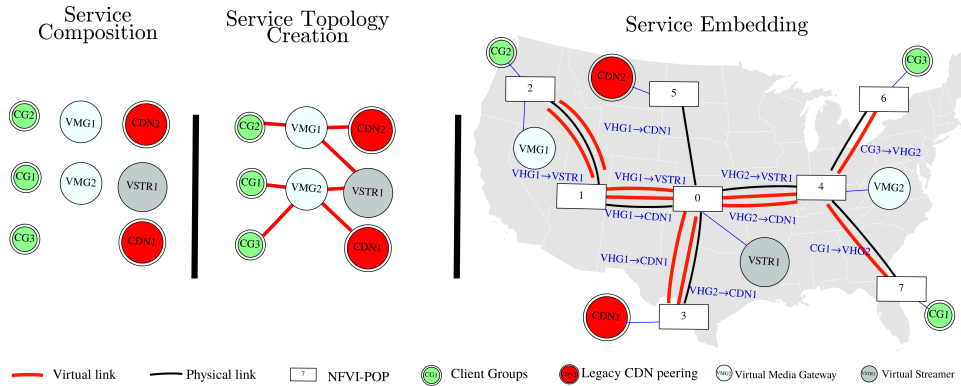 Service
Composition
Service Topology
Creation
Service Embedding
CG2
VMG1
CDN2
CG1
VMG2
VSTR1
CG3
CDN1
CG2
VMG1
CDN2
CG1
VMG2
VSTR1
CG3
CDN1
CG2
2
CDN2
5
CG3
6
VMG1
VHG1→CDN1
CG3→VHG2
VHG1→VSTR1
VHG1→VSTR1
VHG2→VSTR1
1
0
4
VMG2
VHG1→CDN1
VHG2→CDN1
VHG1→CDN1
CG1→VHG2
VSTR1
VHG2→CDN1
7
CDN1
3
CG1
Virtual link
Physical link
7
NFVI-POP
CG1
Client Groups
Legacy CDN peering
VMG2
Virtual Media Gateway
VSTR1
Virtual Streamer